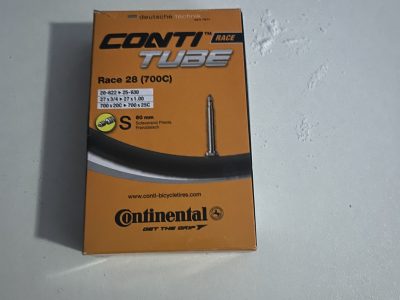 deutsche technik
CONTI™ RACE
TUBE
Race 28 (700C)
20-622 ▸ 25-630
27 x 3/4 ▸ 27 x 1.00
700 x 20C ▸ 700 x 25C
S 60 mm
www.conti-bicycletires.com
Continental
GET THE GRIP